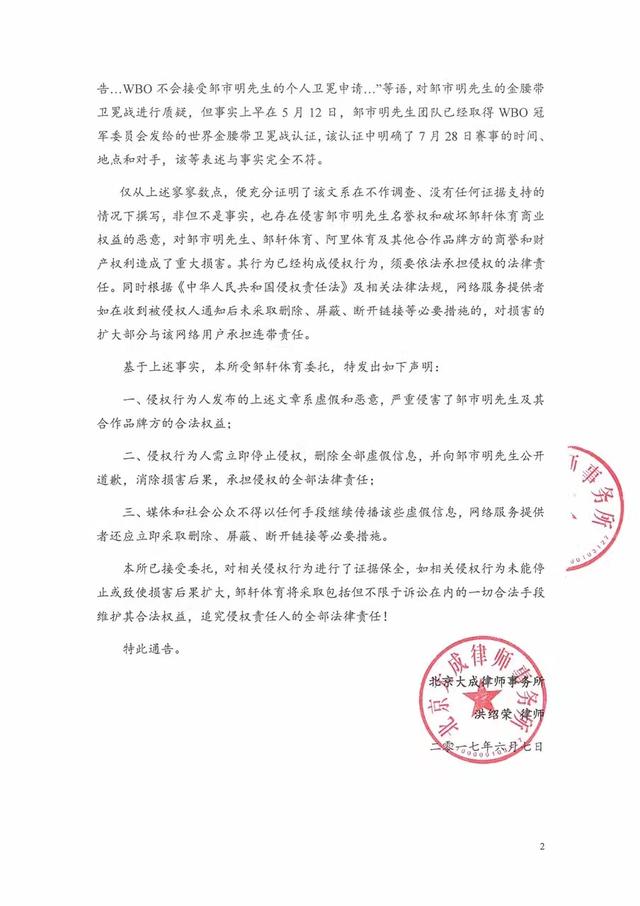 告…WBO 不会接受邹市明先生的个人卫冕申请…”等语，对邹市明先生的金腰带
卫冕战进行质疑，但事实上早在 5 月 12 日，邹市明先生团队已经取得 WBO 冠
军委员会发给的世界金腰带卫冕战认证，该认证中明确了 7 月 28 日赛事的时间、
地点和对手，该等表述与事实完全不符。
仅从上述寥寥数点，便充分证明了该文系在不作调查、没有任何证据支持的
情况下撰写，非但不是事实，也存在侵害邹市明先生名誉权和破坏邹轩体育商业
权益的恶意，对邹市明先生、邹轩体育、阿里体育及其他合作品牌方的商誉和财
产权利造成了重大损害。其行为已经构成侵权行为，须要依法承担侵权的法律责
任。同时根据《中华人民共和国侵权责任法》及相关法律法规，网络服务提供者
如在收到被侵权人通知后未采取删除、屏蔽、断开链接等必要措施的，对损害的
扩大部分与该网络用户承担连带责任。
基于上述事实，本所受邹轩体育委托，特发出如下声明：
一、侵权行为人发布的上述文章系虚假和恶意，严重侵害了邹市明先生及其
合作品牌方的合法权益；
二、侵权行为人需立即停止侵权，删除全部虚假信息，并向邹市明先生公开
道歉，消除损害后果，承担侵权的全部法律责任；
三、媒体和社会公众不得以任何手段继续传播该些虚假信息，网络服务提供
者还应立即采取删除、屏蔽、断开链接等必要措施。
本所已接受委托，对相关侵权行为进行了证据保全，如相关侵权行为未能停
止或致使损害后果扩大，邹轩体育将采取包括但不限于诉讼在内的一切合法手段
维护其合法权益，追究侵权责任人的全部法律责任！
特此通告。
北京大成律师事务所
洪绍荣 律师
二零一七年六月七日
北京大成律师事务所
师事务所
2